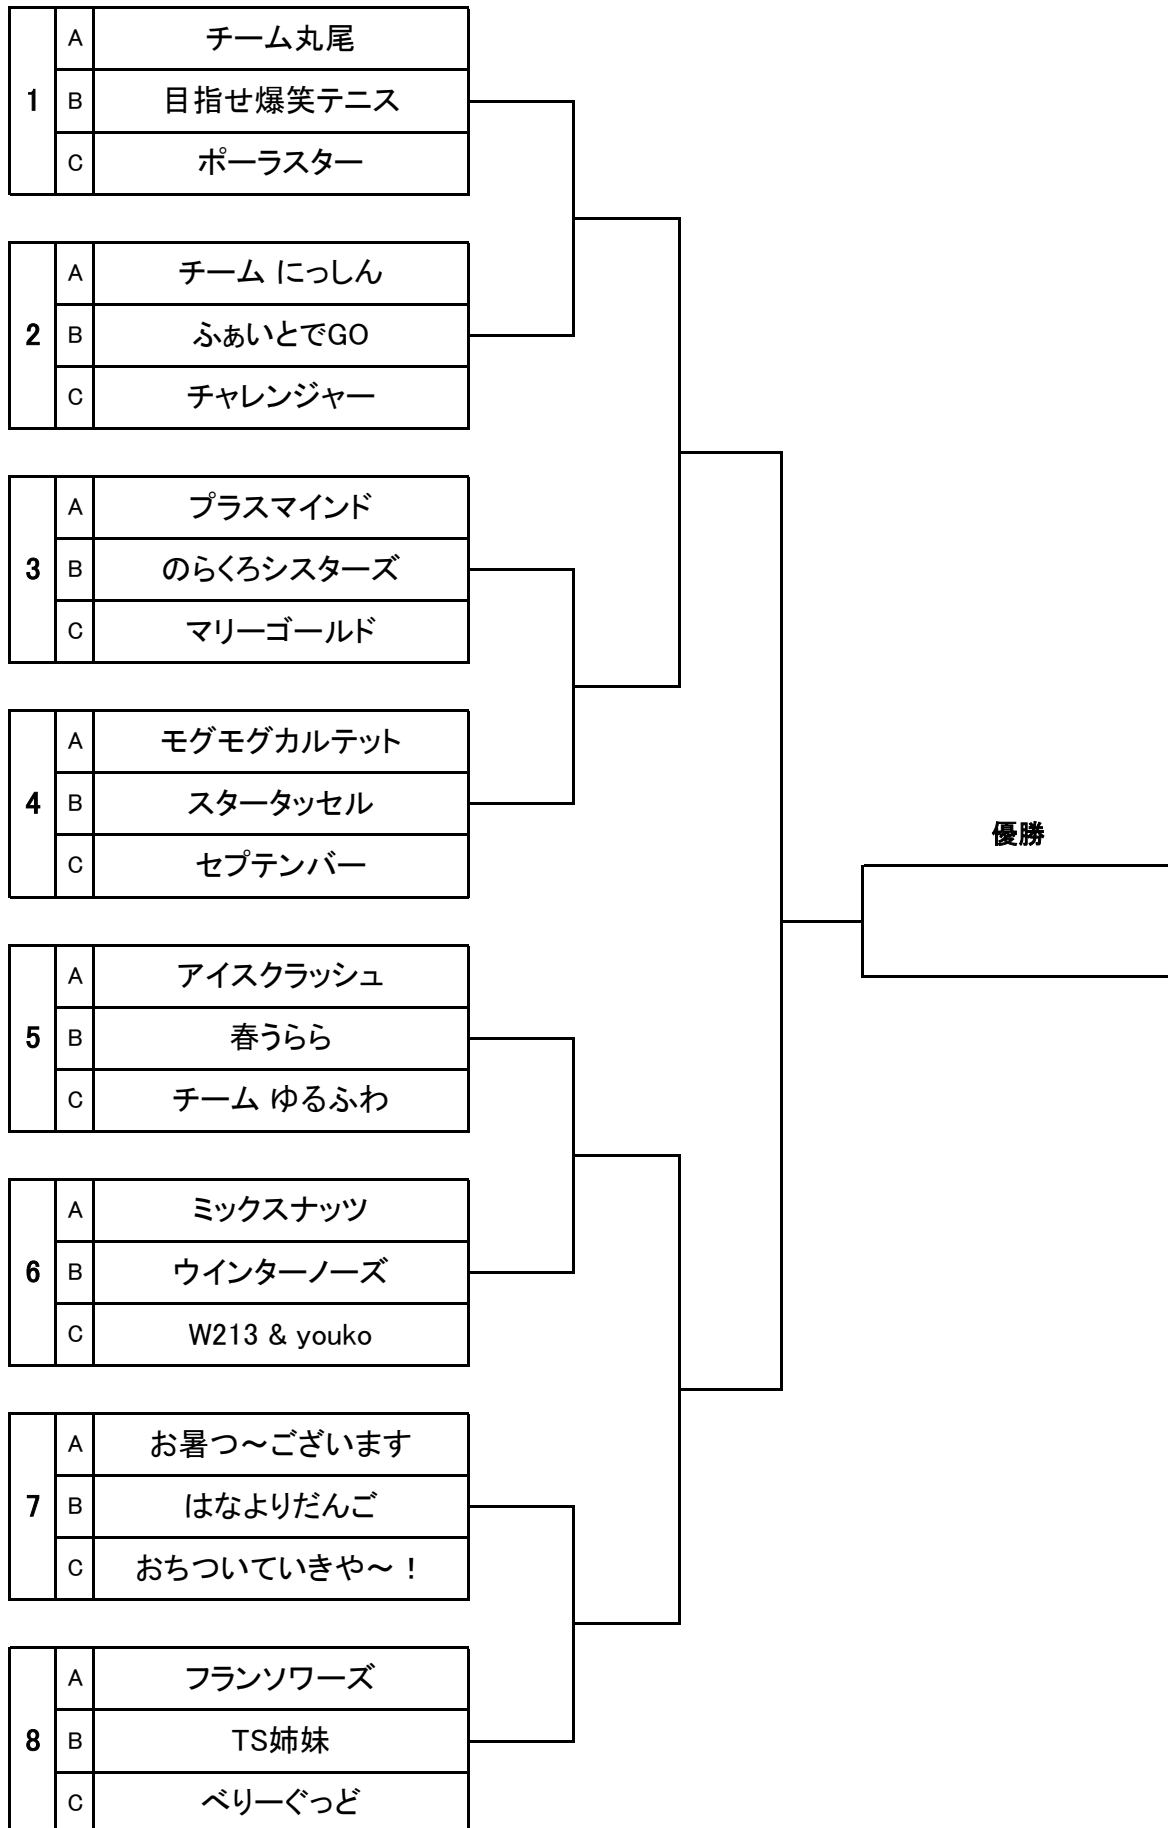 1
A チーム丸尾
B 目指せ爆笑テニス
C ポーラスター
2
A チーム にっしん
B ふぁいとでGO
C チャレンジャー
3
A プラスマインド
B のらくろシスターズ
C マリーゴールド
4
A モグモグカルテット
B スタータッセル
C セプテンバー
優勝
5
A アイスクラッシュ
B 春うらら
C チーム ゆるふわ
6
A ミックスナッツ
B ウインターノーズ
C W213 & youko
7
A お暑つ～ございます
B はなよりだんご
C おちついていきや～！
8
A フランソワーズ
B TS姉妹
C べりーぐっど